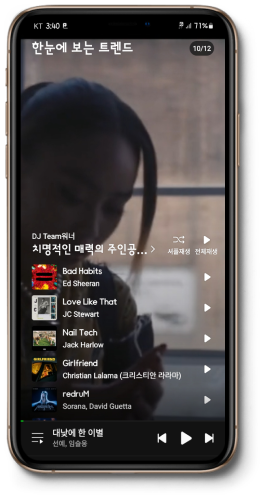 KT 3:40
71%
한눈에 보는 트렌드
10/12
DJ Team워너
치명적인 매력의 주인공...
셔플재생 전체재생
Bad Habits
Ed Sheeran
Love Like That
JC Stewart
Nail Tech
Jack Harlow
Girlfriend
Christian Lalama (크리스티안 라라마)
redruM
Sorana, David Guetta
대낮에 한 이별
선예, 임슬옹